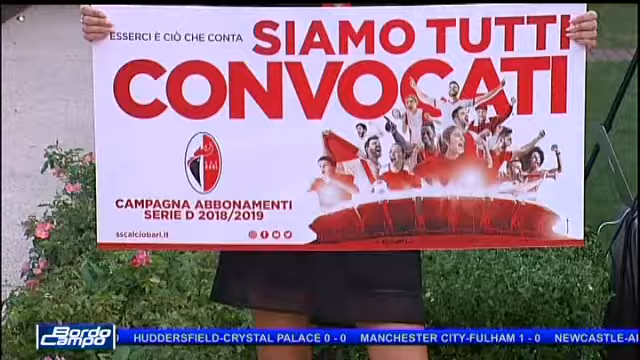 ESSERCI È CIÒ CHE CONTA
SIAMO TUTTI
CONVOCATI
CAMPAGNA ABBONAMENTI
SERIE D 2018/2019
sscalciobari.it
Bordo
Campo
HUDDERSFIELD-CRYSTAL PALACE 0 - 0 MANCHESTER CITY-FULHAM 1 - 0 NEWCASTLE-A